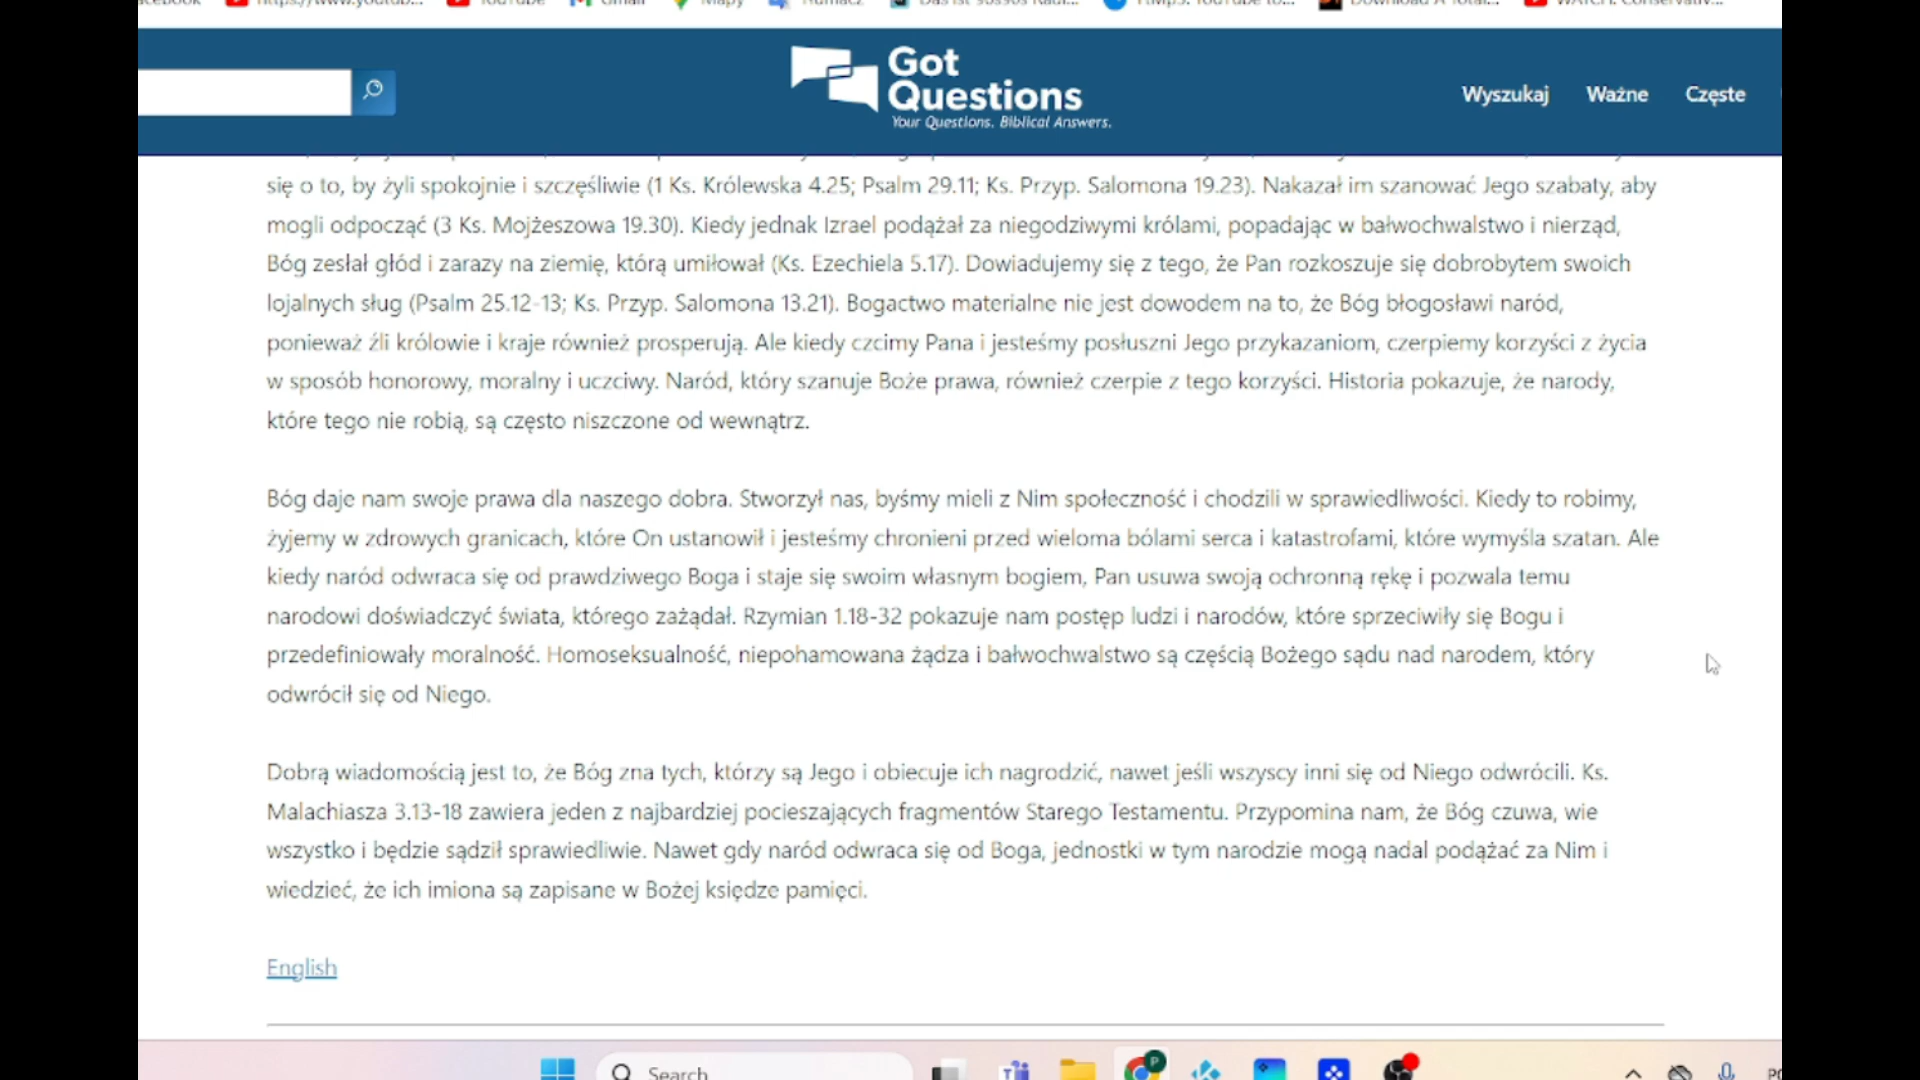 Got
Questions
Your Questions. Biblical Answers.
Wyszukaj Ważne Częste
się o to, by żyli spokojnie i szczęśliwie (1 Ks. Królewska 4.25; Psalm 29.11; Ks. Przyp. Salomona 19.23). Nakazał im szanować Jego szabaty, aby
mogli odpocząć (3 Ks. Mojżeszowa 19.30). Kiedy jednak Izrael podążał za niegodziwymi królami, popadając w bałwochwalstwo i nierząd,
Bóg zesłał głód i zarazy na ziemię, którą umiłował (Ks. Ezechiela 5.17). Dowiadujemy się z tego, że Pan rozkoszuje się dobrobytem swoich
lojalnych sług (Psalm 25.12-13; Ks. Przyp. Salomona 13.21). Bogactwo materialne nie jest dowodem na to, że Bóg błogosławi naród,
ponieważ źli królowie i kraje również prosperują. Ale kiedy czcimy Pana i jesteśmy posłuszni Jego przykazaniom, czerpiemy korzyści z życia
w sposób honorowy, moralny i uczciwy. Naród, który szanuje Boże prawa, również czerpie z tego korzyści. Historia pokazuje, że narody,
które tego nie robią, są często niszczone od wewnątrz.
Bóg daje nam swoje prawa dla naszego dobra. Stworzył nas, byśmy mieli z Nim społeczność i chodzili w sprawiedliwości. Kiedy to robimy,
żyjemy w zdrowych granicach, które On ustanowił i jesteśmy chronieni przed wieloma bólami serca i katastrofami, które wymyśla szatan. Ale
kiedy naród odwraca się od prawdziwego Boga i staje się swoim własnym bogiem, Pan usuwa swoją ochronną rękę i pozwala temu
narodowi doświadczyć świata, którego zażądał. Rzymian 1.18-32 pokazuje nam postęp ludzi i narodów, które sprzeciwiły się Bogu i
przedefiniowały moralność. Homoseksualność, niepohamowana żądza i bałwochwalstwo są częścią Bożego sądu nad narodem, który
odwrócił się od Niego.
Dobrą wiadomością jest to, że Bóg zna tych, którzy są Jego i obiecuje ich nagrodzić, nawet jeśli wszyscy inni się od Niego odwrócili. Ks.
Malachiasza 3.13-18 zawiera jeden z najbardziej pocieszających fragmentów Starego Testamentu. Przypomina nam, że Bóg czuwa, wie
wszystko i będzie sądził sprawiedliwie. Nawet gdy naród odwraca się od Boga, jednostki w tym narodzie mogą nadal podążać za Nim i
wiedzieć, że ich imiona są zapisane w Bożej księdze pamięci.
English
Search